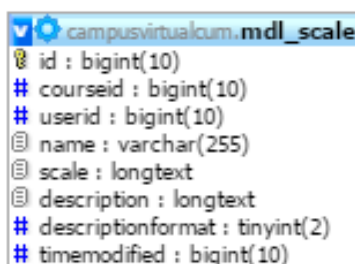 campusvirtualcum.mdl_scale
id : bigint(10)
# courseid : bigint(10)
# userid : bigint(10)
name : varchar(255)
scale : longtext
description : longtext
# descriptionformat : tinyint(2)
# timemodified : bigint(10)